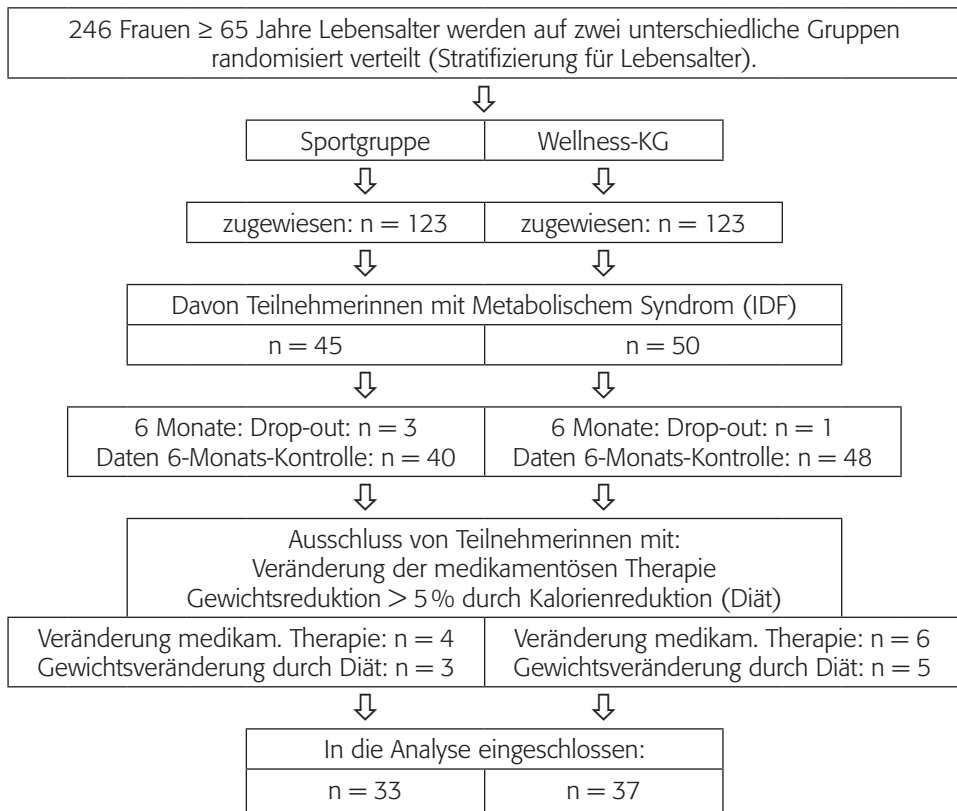 246 Frauen ≥ 65 Jahre Lebensalter werden auf zwei unterschiedliche Gruppen
randomisiert verteilt (Stratifizierung für Lebensalter).
Sportgruppe
Wellness-KG
zugewiesen: n = 123
zugewiesen: n = 123
Davon Teilnehmerinnen mit Metabolischem Syndrom (IDF)
n = 45
n = 50
6 Monate: Drop-out: n = 3
Daten 6-Monats-Kontrolle: n = 40
6 Monate: Drop-out: n = 1
Daten 6-Monats-Kontrolle: n = 48
Ausschluss von Teilnehmerinnen mit:
Veränderung der medikamentösen Therapie
Gewichtsreduktion > 5 % durch Kalorienreduktion (Diät)
Veränderung medikam. Therapie: n = 4
Gewichtsveränderung durch Diät: n = 3
Veränderung medikam. Therapie: n = 6
Gewichtsveränderung durch Diät: n = 5
In die Analyse eingeschlossen:
n = 33
n = 37